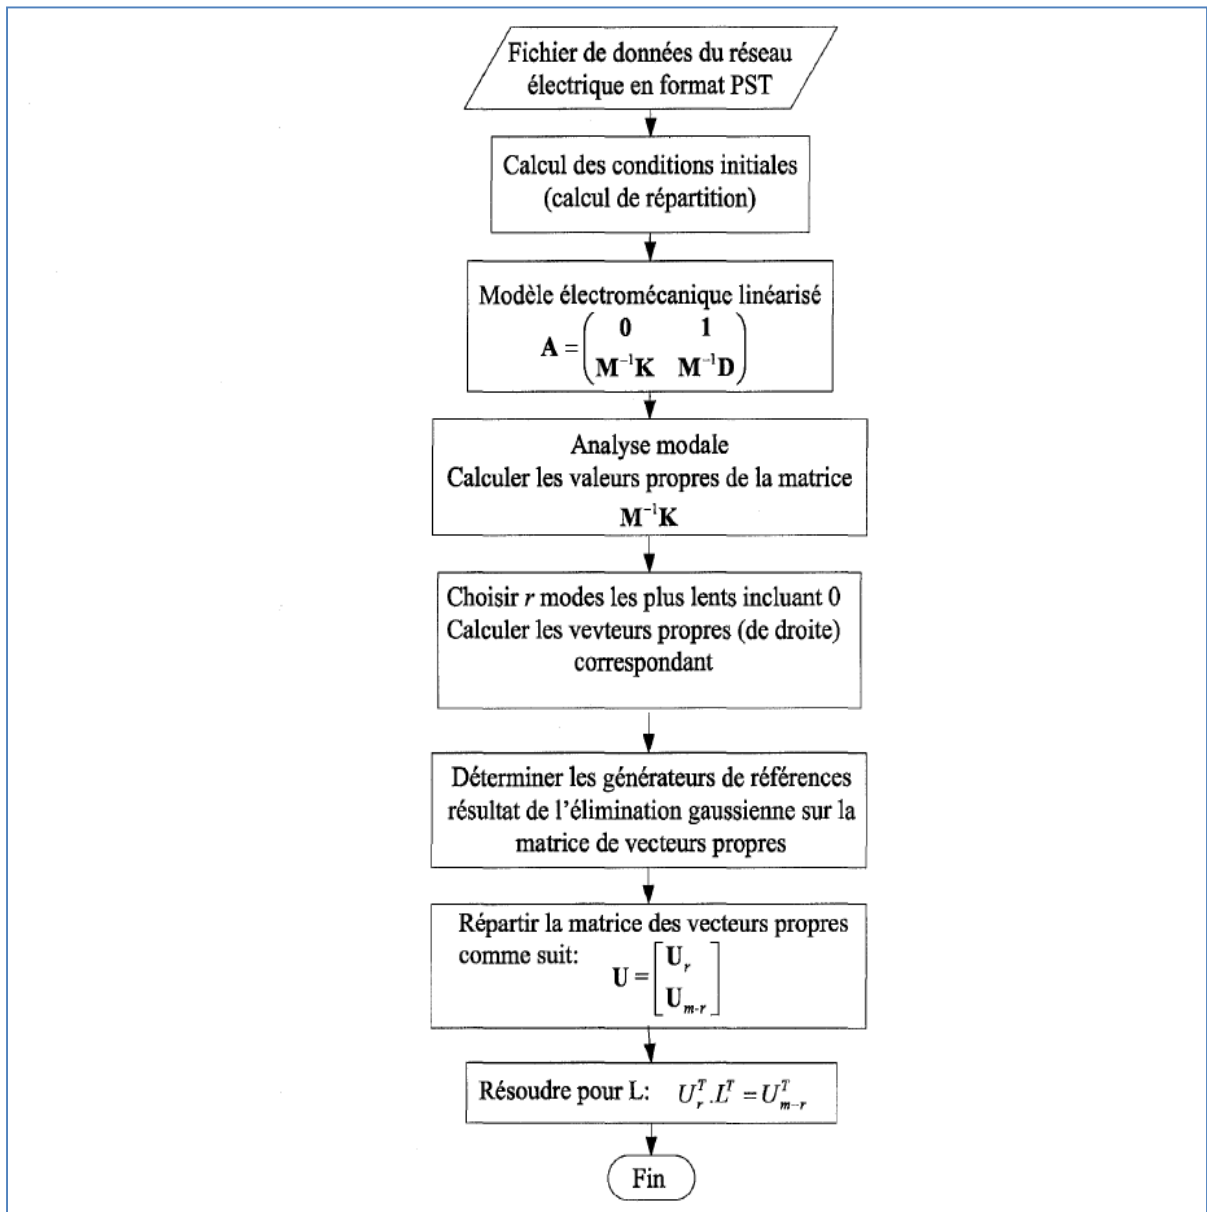 Fichier de données du réseau
électrique en format PST
Calcul des conditions initiales
(calcul de répartition)
Modèle électromécanique linéarisé
A = ( 0 1
M⁻¹K M⁻¹D )
Analyse modale
Calculer les valeurs propres de la matrice
M⁻¹K
Choisir r modes les plus lents incluant 0
Calculer les vevteurs propres (de droite)
correspondant
Déterminer les générateurs de références
résultat de l'élimination gaussienne sur la
matrice de vecteurs propres
Répartir la matrice des vecteurs propres
comme suit: U = [ U_r
U_{m-r} ]
Résoudre pour L: U_r^T.L^T = U_{m-r}^T
Fin